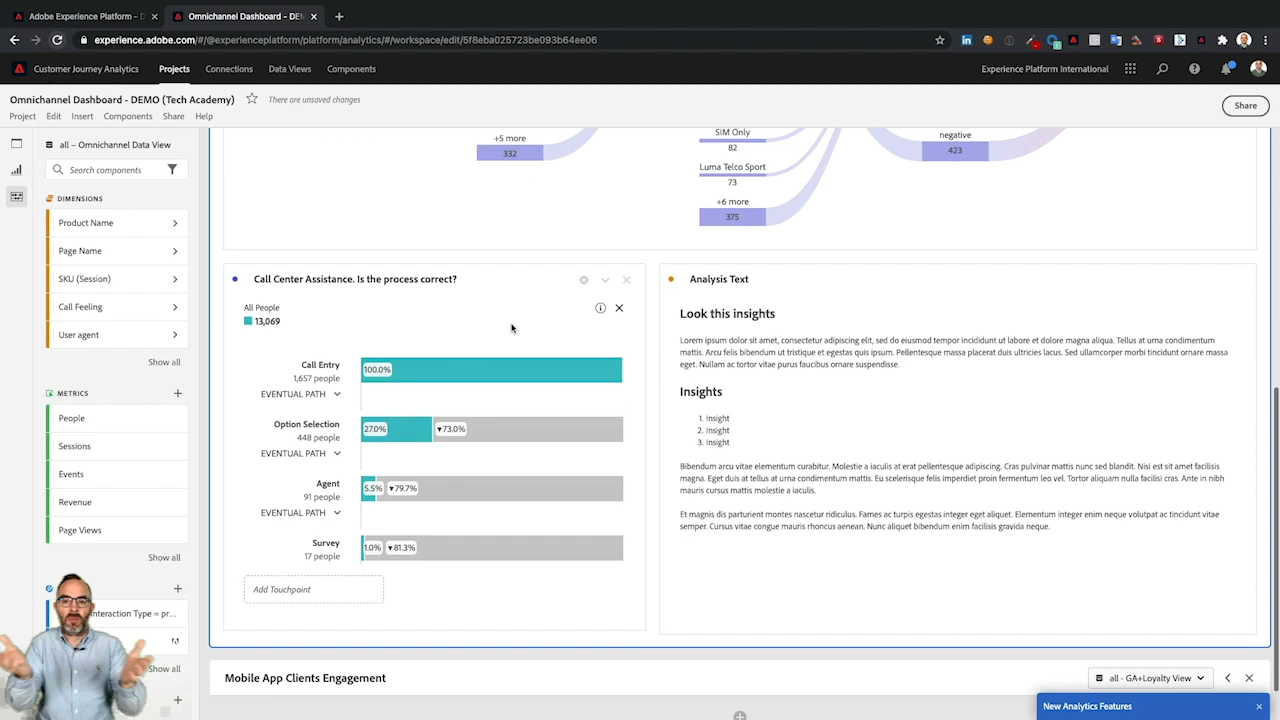 Adobe Experience Platform - D
Omnichannel Dashboard - DEM
experience.adobe.com/#/@experienceplatform/platform/analytics/#/workspace/edit/5f8eba025723be093b64ee06
Customer Journey Analytics
Projects
Connections
Data Views
Components
Experience Platform International
Omnichannel Dashboard - DEMO (Tech Academy)
There are unsaved changes
Share
Project
Edit
Insert
Components
Share
Help
all – Omnichannel Data View
Search components
DIMENSIONS
Product Name
Page Name
SKU (Session)
Call Feeling
User agent
Show all
METRICS
People
Sessions
Events
Revenue
Page Views
Show all
Interaction Type = pr...
Show all
+5 more
332
SIM Only
82
Luma Telco Sport
73
+6 more
375
negative
423
Call Center Assistance. Is the process correct?
All People
13,069
Call Entry
1,657 people
100.0%
EVENTUAL PATH
Option Selection
448 people
27.0%
▾73.0%
EVENTUAL PATH
Agent
91 people
5.5%
▾79.7%
EVENTUAL PATH
Survey
17 people
1.0%
▾81.3%
Add Touchpoint
Analysis Text
Look this insights
Lorem ipsum dolor sit amet, consectetur adipiscing elit, sed do eiusmod tempor incididunt ut labore et dolore magna aliqua. Tellus at urna condimentum
mattis. Arcu felis bibendum ut tristique et egestas quis ipsum. Pellentesque massa placerat duis ultricies lacus. Sed ullamcorper morbi tincidunt ornare massa
eget. Nullam ac tortor vitae purus faucibus ornare suspendisse.
Insights
1. Insight
2. Insight
3. Insight
Bibendum arcu vitae elementum curabitur. Molestie a iaculis at erat pellentesque adipiscing. Cras pulvinar mattis nunc sed blandit. Nisi est sit amet facilisis
magna. Eget duis at tellus at urna condimentum mattis. Eu scelerisque felis imperdiet proin fermentum leo vel. Tortor aliquam nulla facilisi cras. Ante in nibh
mauris cursus mattis molestie a iaculis.
Et magnis dis parturient montes nascetur ridiculus. Fames ac turpis egestas integer eget aliquet. Elementum integer enim neque volutpat ac tincidunt vitae
semper. Cursus vitae congue mauris rhoncus aenean. Nunc aliquet bibendum enim facilisis gravida neque.
Mobile App Clients Engagement
all - GA+Loyalty View
New Analytics Features